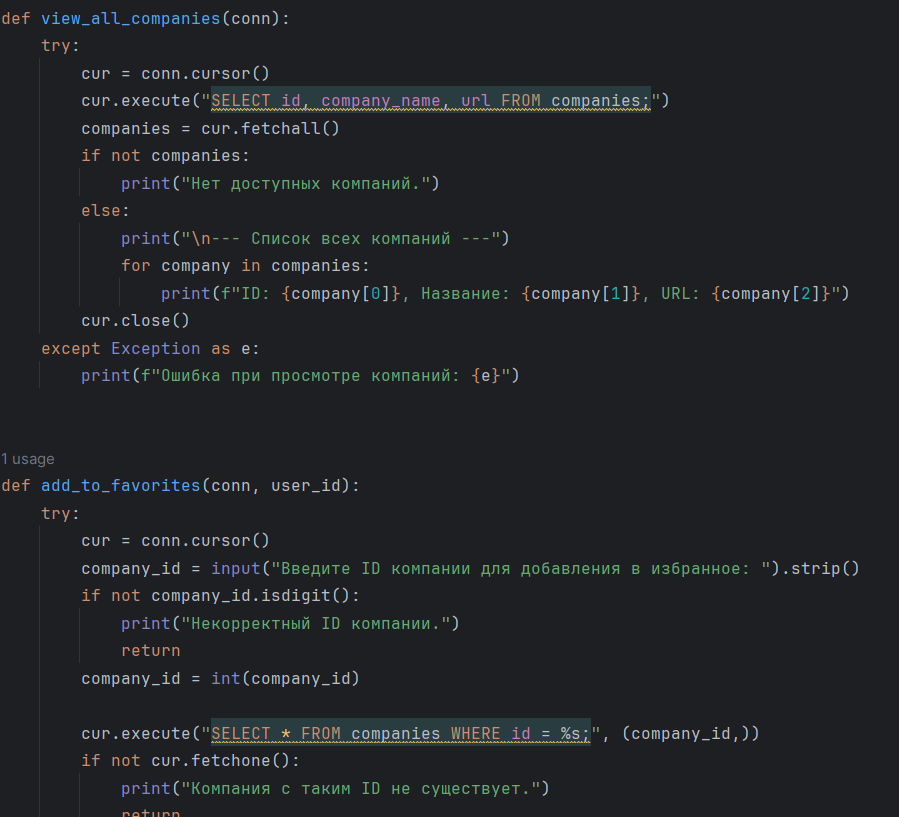 def view_all_companies(conn):
    try:
        cur = conn.cursor()
        cur.execute("SELECT id, company_name, url FROM companies;")
        companies = cur.fetchall()
        if not companies:
            print("Нет доступных компаний.")
        else:
            print("\n--- Список всех компаний ---")
            for company in companies:
                print(f"ID: {company[0]}, Название: {company[1]}, URL: {company[2]}")
        cur.close()
    except Exception as e:
        print(f"Ошибка при просмотре компаний: {e}")
1 usage
def add_to_favorites(conn, user_id):
    try:
        cur = conn.cursor()
        company_id = input("Введите ID компании для добавления в избранное: ").strip()
        if not company_id.isdigit():
            print("Некорректный ID компании.")
            return
        company_id = int(company_id)
        cur.execute("SELECT * FROM companies WHERE id = %s;", (company_id,))
        if not cur.fetchone():
            print("Компания с таким ID не существует.")
            return